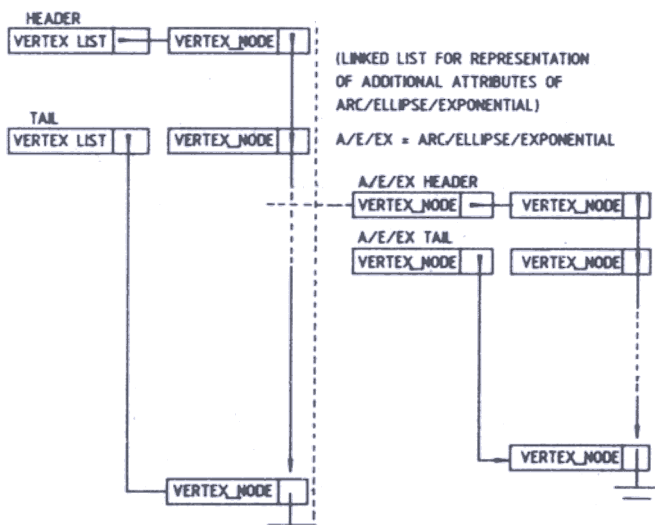 HEADER
VERTEX LIST
VERTEX_NODE
TAIL
VERTEX LIST
VERTEX_NODE
VERTEX_NODE
(LINKED LIST FOR REPRESENTATION
OF ADDITIONAL ATTRIBUTES OF
ARC/ELLIPSE/EXPONENTIAL)
A/E/EX = ARC/ELLIPSE/EXPONENTIAL
A/E/EX HEADER
VERTEX_NODE
VERTEX_NODE
A/E/EX TAIL
VERTEX_NODE
VERTEX_NODE
VERTEX_NODE